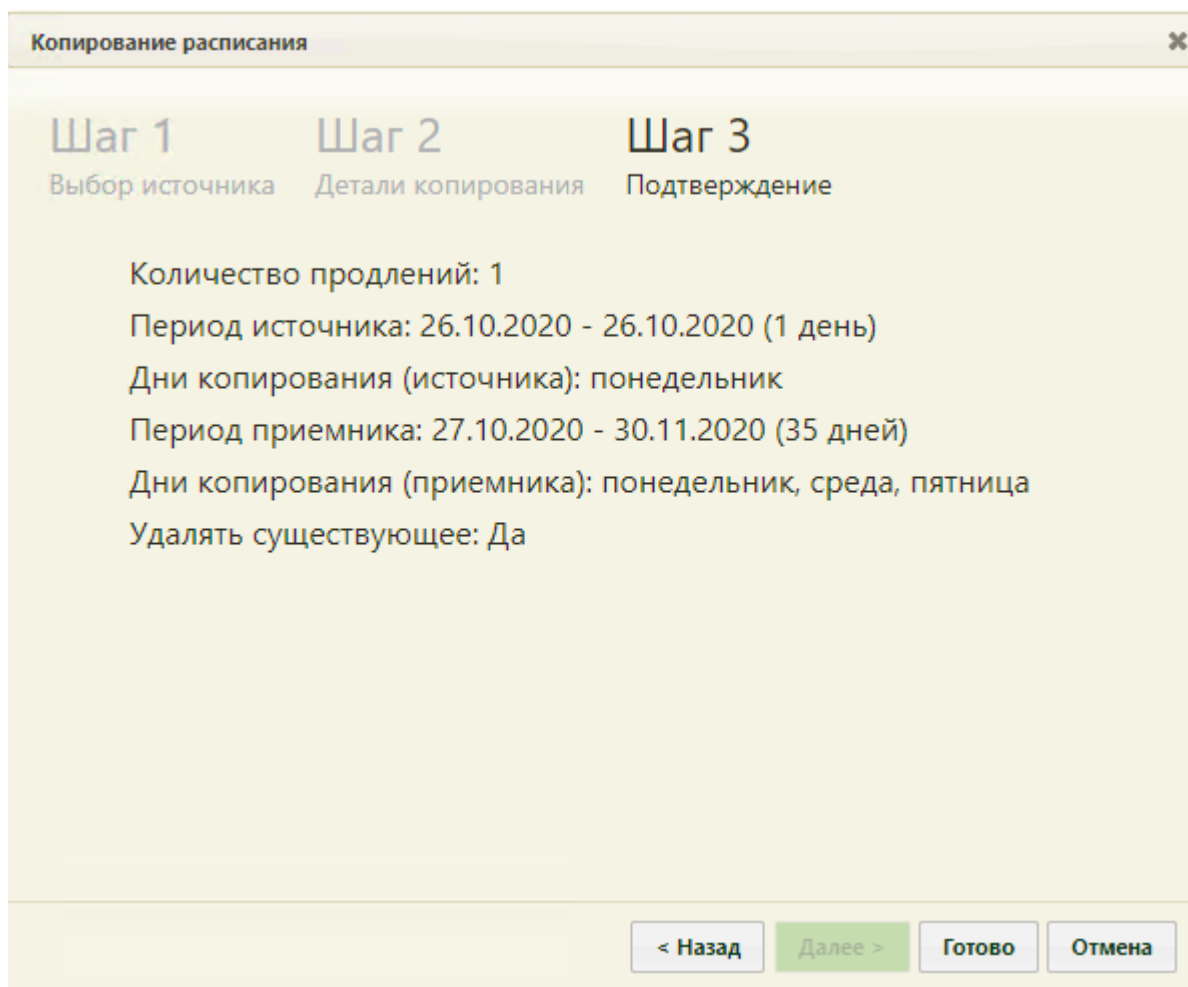 Копирование расписания
Шаг 1 Шаг 2 Шаг 3
Выбор источника Детали копирования Подтверждение
Количество продлений: 1
Период источника: 26.10.2020 - 26.10.2020 (1 день)
Дни копирования (источника): понедельник
Период приемника: 27.10.2020 - 30.11.2020 (35 дней)
Дни копирования (приемника): понедельник, среда, пятница
Удалять существующее: Да
< Назад Далее > Готово Отмена